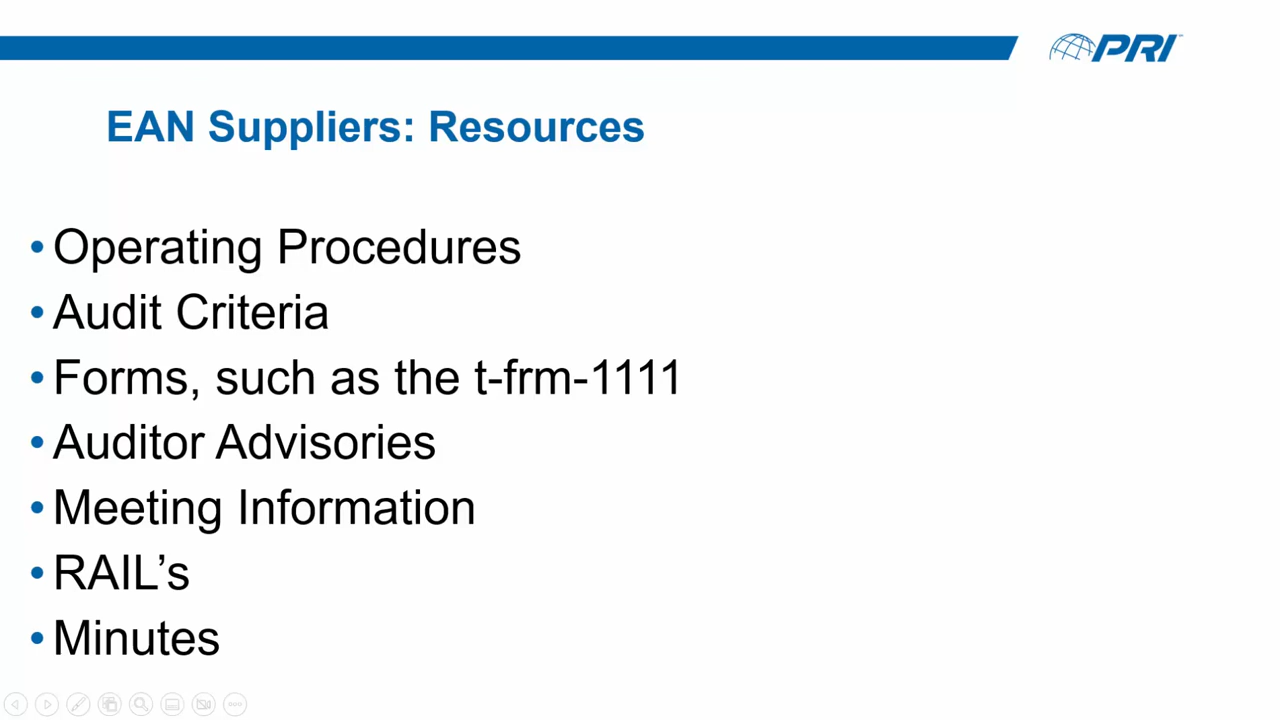 PRI
EAN Suppliers: Resources
• Operating Procedures
• Audit Criteria
• Forms, such as the t-frm-1111
• Auditor Advisories
• Meeting Information
• RAIL’s
• Minutes